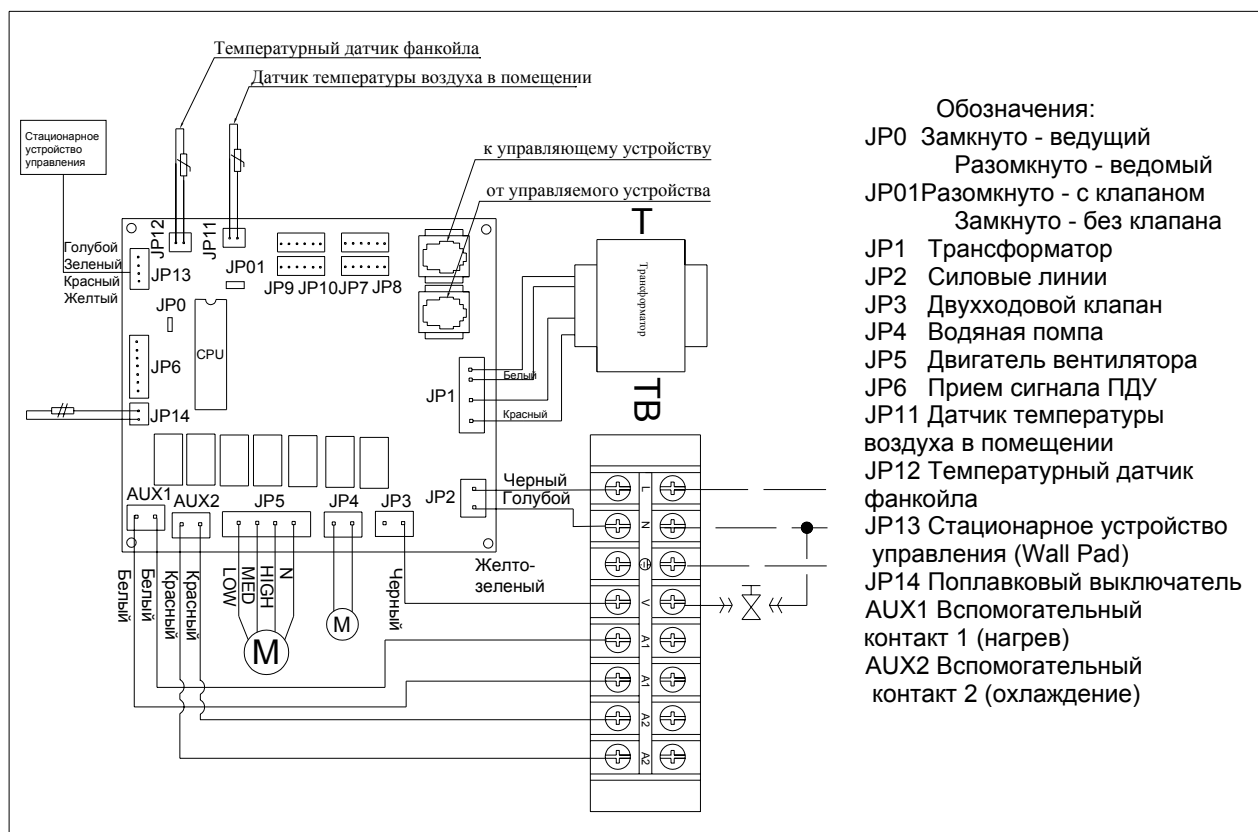 Температурный датчик фанкойла
Датчик температуры воздуха в помещении
Стационарное
устройство
управления
к управляющему устройству
от управляемого устройства
Голубой
Зеленый
Красный
Желтый
JP12
JP11
JP13
JP01
JP9 JP10 JP7 JP8
JP0
CPU
JP6
JP14
JP1
Белый
Красный
T
Трансформатор
TB
AUX1
AUX2
JP5
JP4
JP3
JP2
Черный
Голубой
Желто-
зеленый
Белый
Белый
Красный
Красный
LOW
MED
HIGH
N
M
M
Черный
L
N
V
A1
A1
A2
A2
Обозначения:
JP0 Замкнуто - ведущий
Разомкнуто - ведомый
JP01Разомкнуто - с клапаном
Замкнуто - без клапана
JP1 Трансформатор
JP2 Силовые линии
JP3 Двухходовой клапан
JP4 Водяная помпа
JP5 Двигатель вентилятора
JP6 Прием сигнала ПДУ
JP11 Датчик температуры
воздуха в помещении
JP12 Температурный датчик
фанкойла
JP13 Стационарное устройство
управления (Wall Pad)
JP14 Поплавковый выключатель
AUX1 Вспомогательный
контакт 1 (нагрев)
AUX2 Вспомогательный
контакт 2 (охлаждение)